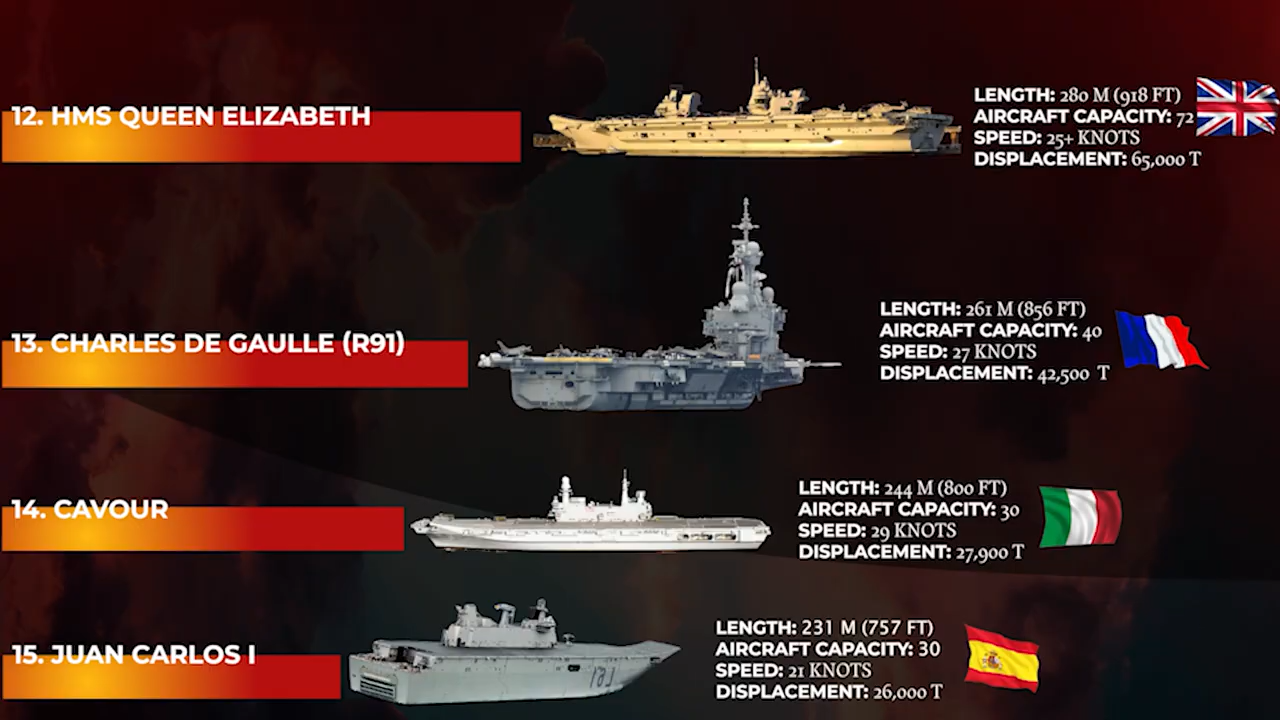 12. HMS QUEEN ELIZABETH
LENGTH: 280 M (918 FT)
AIRCRAFT CAPACITY: 72
SPEED: 25+ KNOTS
DISPLACEMENT: 65,000 T
13. CHARLES DE GAULLE (R91)
LENGTH: 261 M (856 FT)
AIRCRAFT CAPACITY: 40
SPEED: 27 KNOTS
DISPLACEMENT: 42,500 T
14. CAVOUR
LENGTH: 244 M (800 FT)
AIRCRAFT CAPACITY: 30
SPEED: 29 KNOTS
DISPLACEMENT: 27,900 T
15. JUAN CARLOS I
L61
LENGTH: 231 M (757 FT)
AIRCRAFT CAPACITY: 30
SPEED: 21 KNOTS
DISPLACEMENT: 26,000 T